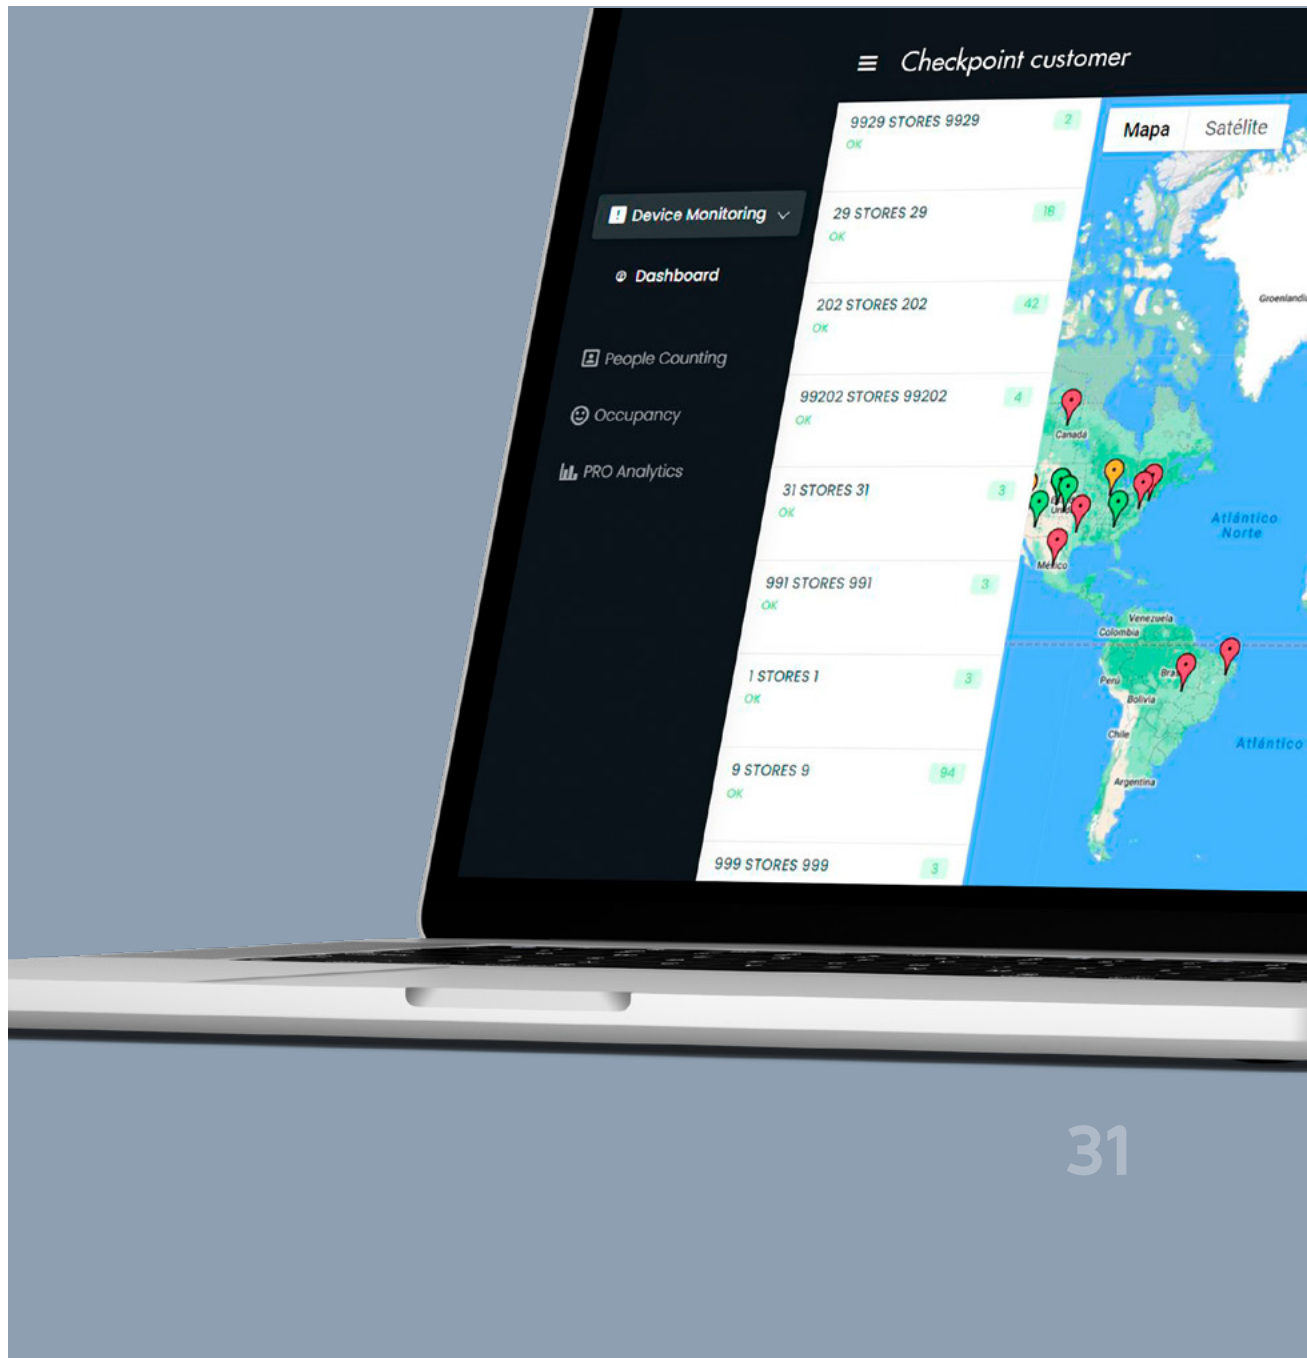 Checkpoint customer
Device Monitoring
Dashboard
People Counting
Occupancy
PRO Analytics
9929 STORES 9929
2
OK
29 STORES 29
18
OK
202 STORES 202
42
OK
99202 STORES 99202
4
OK
31 STORES 31
3
OK
991 STORES 991
3
OK
1 STORES 1
3
OK
9 STORES 9
94
OK
999 STORES 999
3
Mapa
Satélite
Groenlandi
Canadá
México
Atlántico
Norte
Venezuela
Colombia
Perú
Bolivia
Chile
Argentina
Atlántico
31